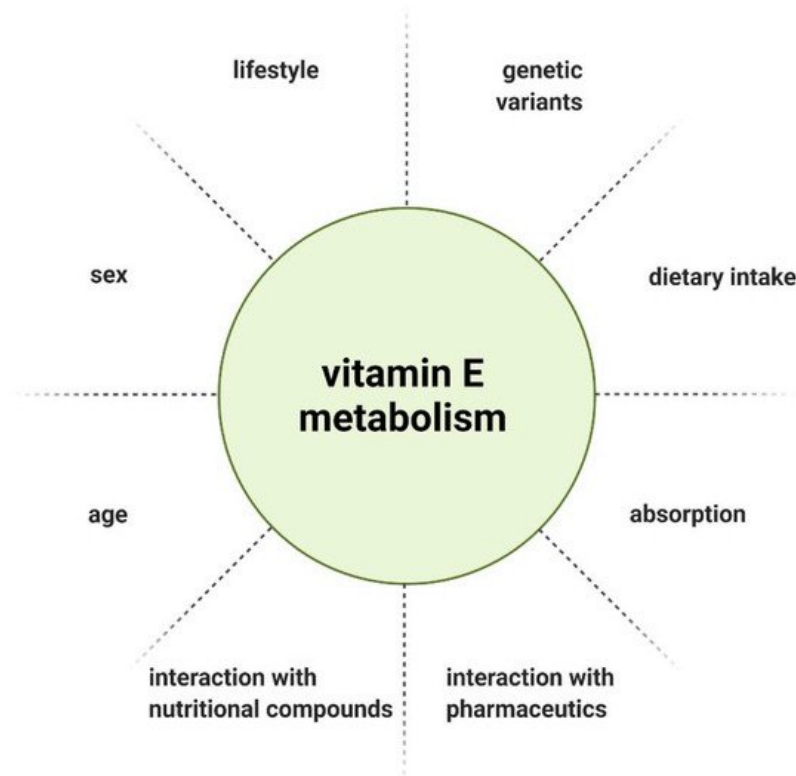 lifestyle
genetic
variants
sex
dietary intake
vitamin E
metabolism
age
absorption
interaction with
nutritional compounds
interaction with
pharmaceutics